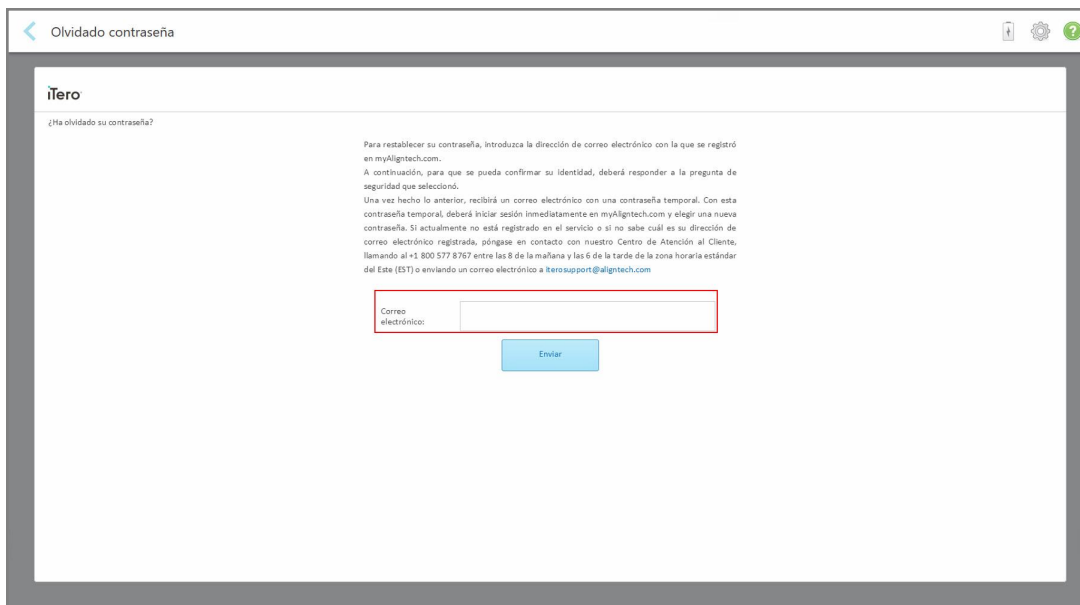 Olvidado contraseña
iTero
¿Ha olvidado su contraseña?
Para restablecer su contraseña, introduzca la dirección de correo electrónico con la que se registró
en myAligntech.com.
A continuación, para que se pueda confirmar su identidad, deberá responder a la pregunta de
seguridad que seleccionó.
Una vez hecho lo anterior, recibirá un correo electrónico con una contraseña temporal. Con esta
contraseña temporal, deberá iniciar sesión inmediatamente en myAligntech.com y elegir una nueva
contraseña. Si actualmente no está registrado en el servicio o si no sabe cuál es su dirección de
correo electrónico registrada, póngase en contacto con nuestro Centro de Atención al Cliente,
llamando al +1 800 577 8767 entre las 8 de la mañana y las 6 de la tarde de la zona horaria estándar
del Este (EST) o enviando un correo electrónico a iterosupport@aligntech.com
Correo
electrónico:
Enviar